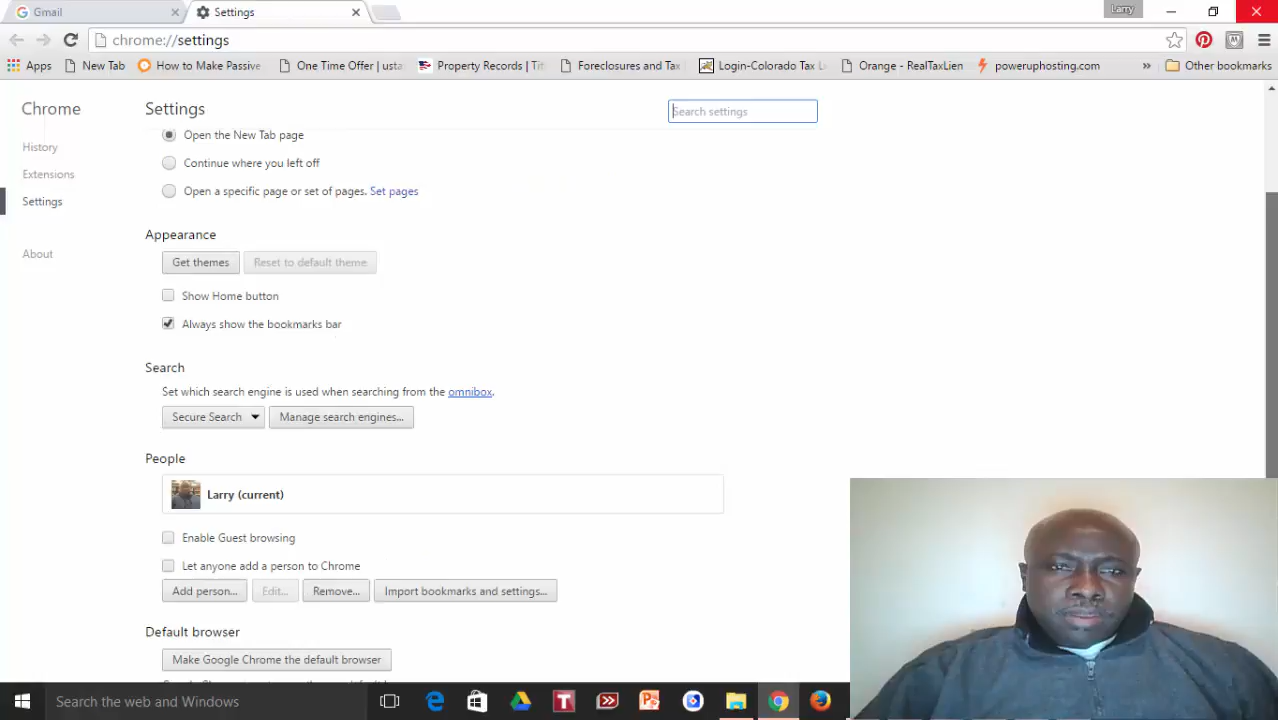 Gmail
Settings
Larry
chrome://settings
Apps
New Tab
How to Make Passive
One Time Offer | usta
Property Records | Ti
Foreclosures and Tax
Login-Colorado Tax L
Orange - RealTaxLien
poweruphosting.com
»
Other bookmarks
Chrome
History
Extensions
Settings
About
Settings
Search settings
Open the New Tab page
Continue where you left off
Open a specific page or set of pages. Set pages
Appearance
Get themes
Reset to default theme
Show Home button
Always show the bookmarks bar
Search
Set which search engine is used when searching from the omnibox.
Secure Search
Manage search engines...
People
Larry (current)
Enable Guest browsing
Let anyone add a person to Chrome
Add person...
Edit...
Remove...
Import bookmarks and settings...
Default browser
Make Google Chrome the default browser
Search the web and Windows